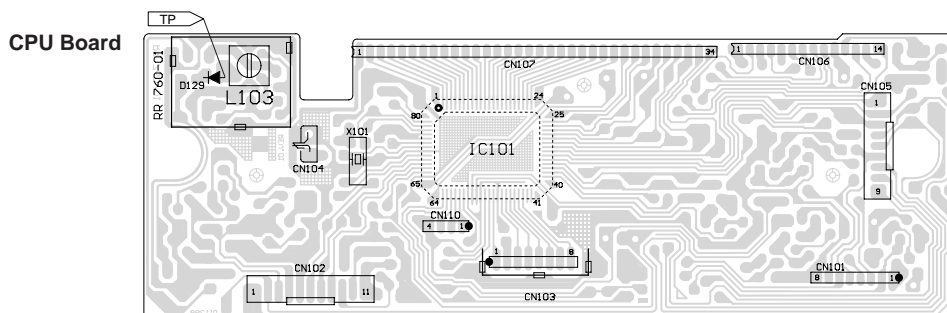 TP
CPU Board
RR 760-01
D129
L103
1
34
CN107
1
14
CN106
CN105
1
9
X101
CN104
1
24
80
25
IC101
65
40
64
41
CN110
4
1
1
8
CN103
CN102
1
11
CN101
8
1